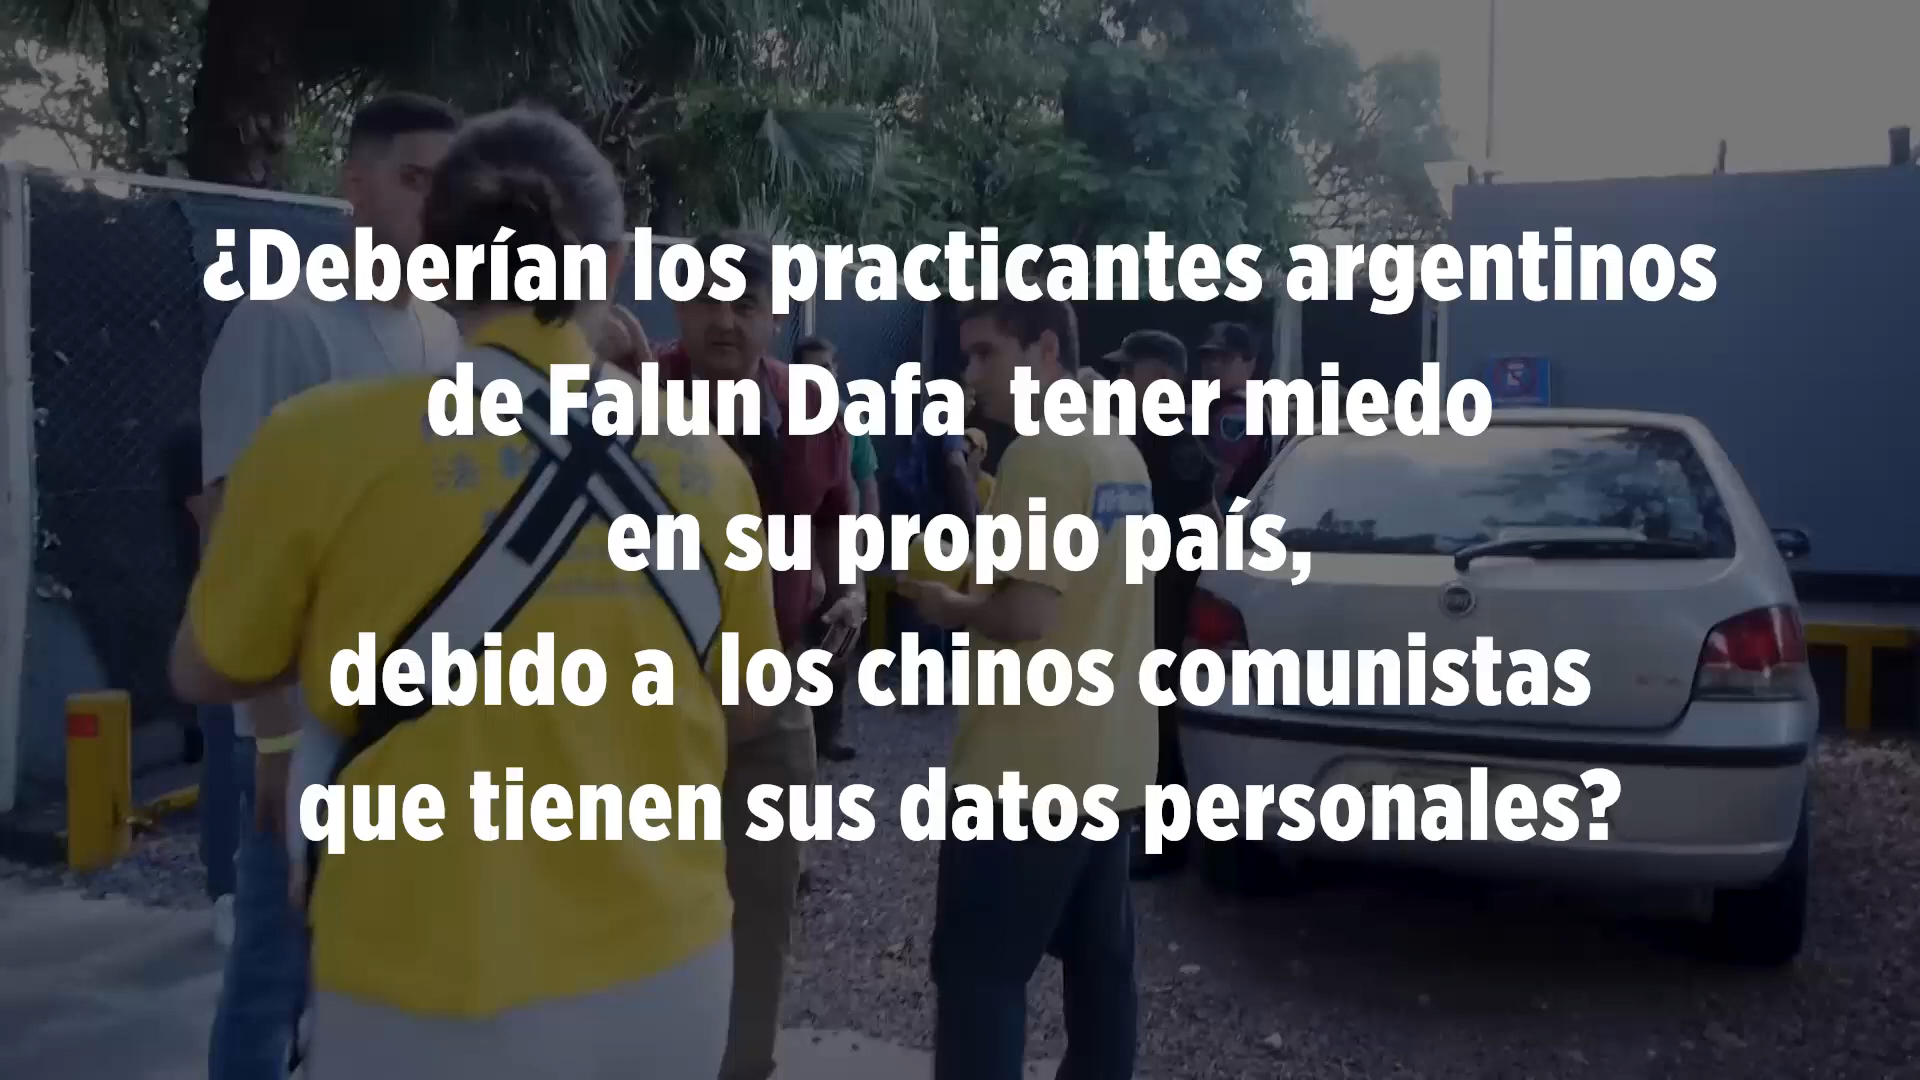 ¿Deberían los practicantes argentinos
de Falun Dafa  tener miedo
en su propio país,
debido a  los chinos comunistas
que tienen sus datos personales?